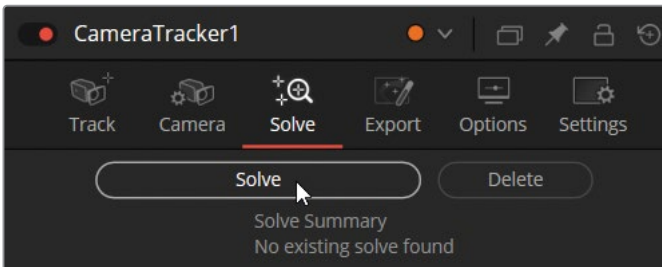 CameraTracker1
Track Camera Solve Export Options Settings
Solve Delete
Solve Summary
No existing solve found